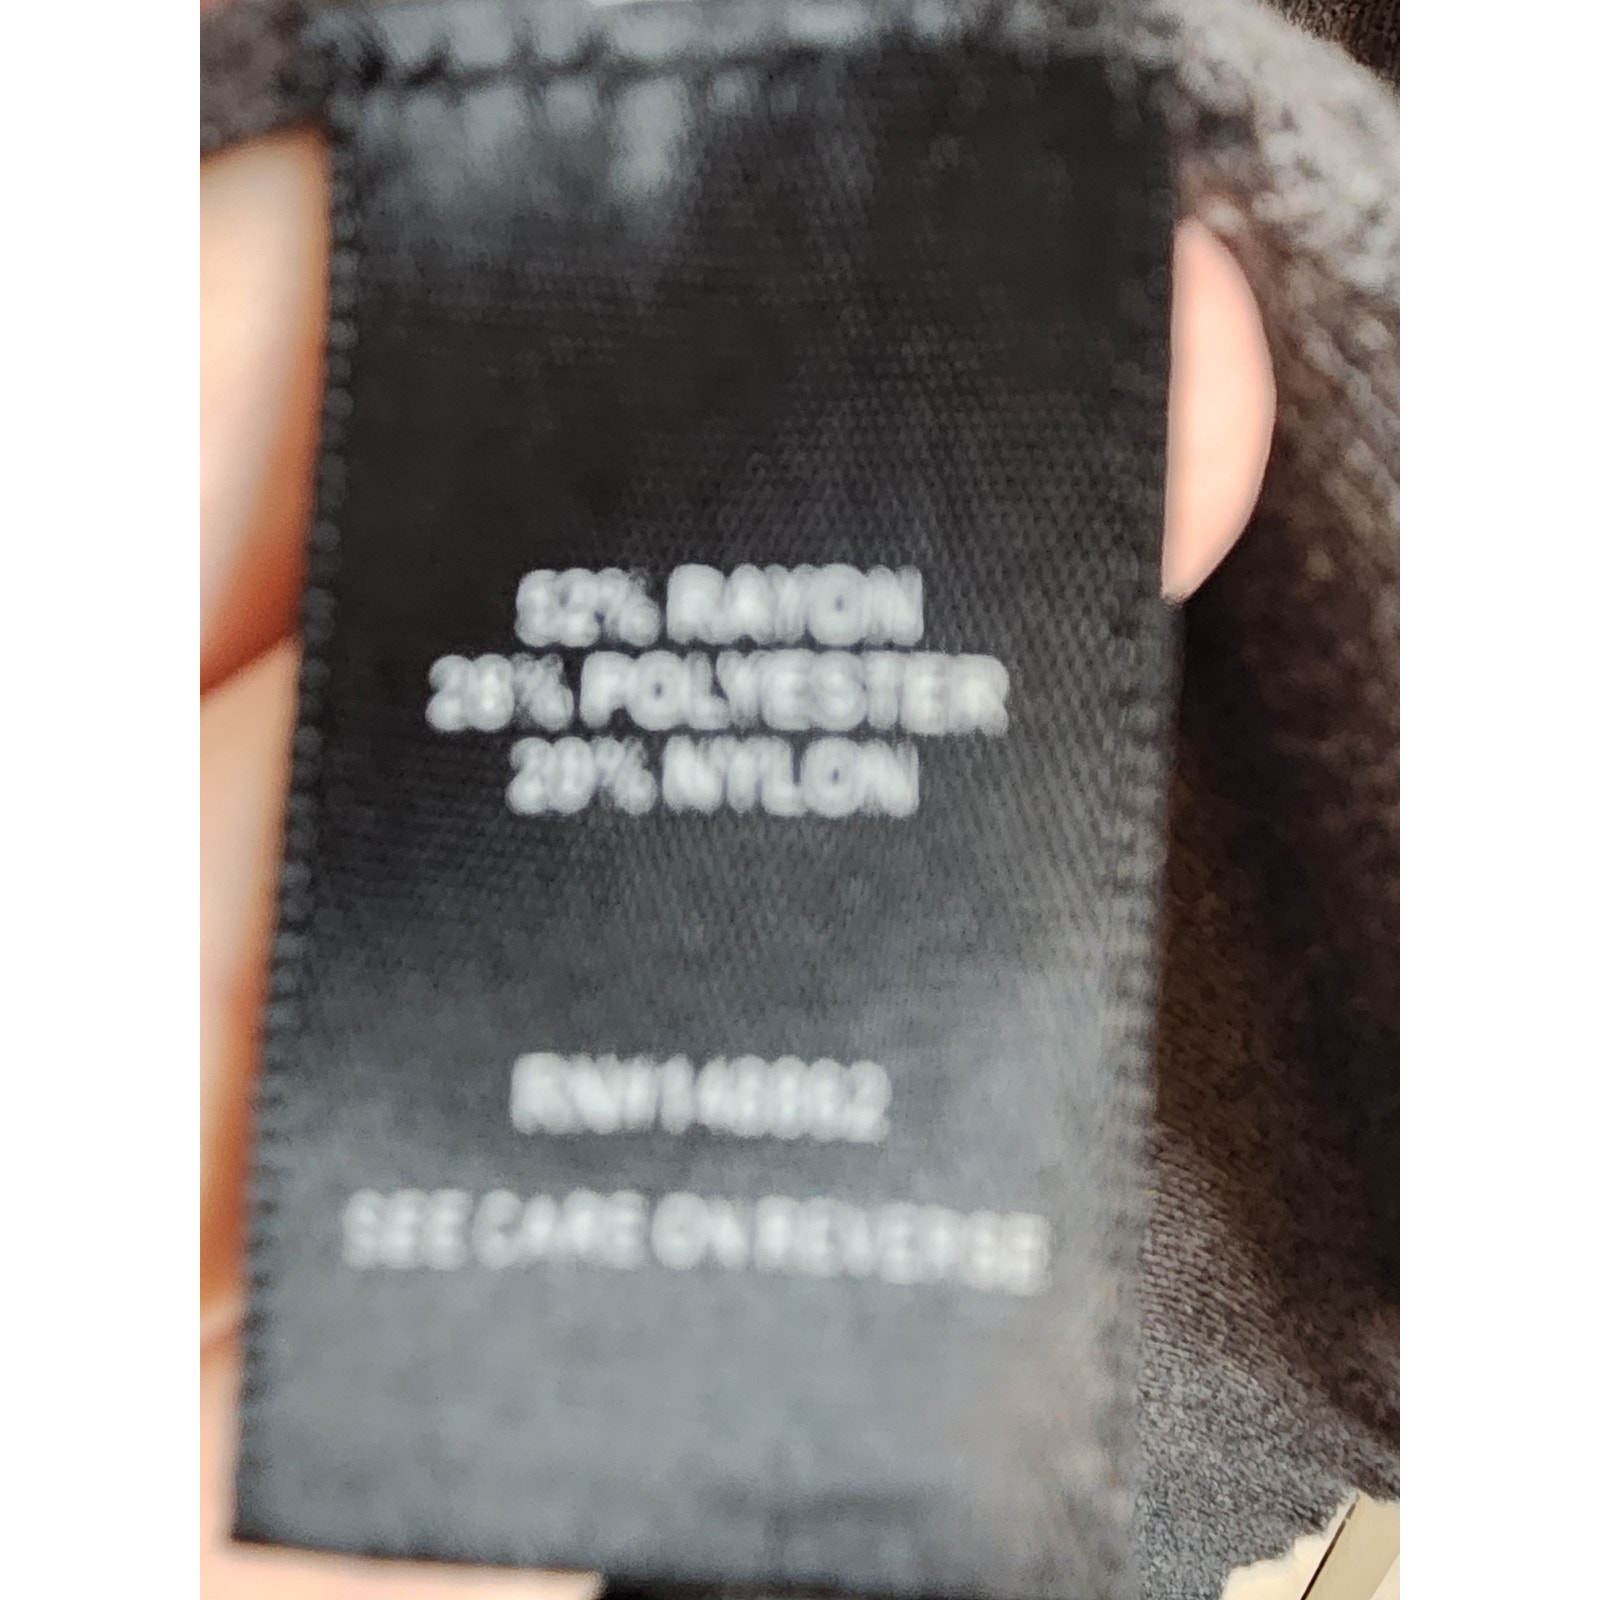 52% RAYON
28% POLYESTER
20% NYLON
SEE CARE ON REVERSE